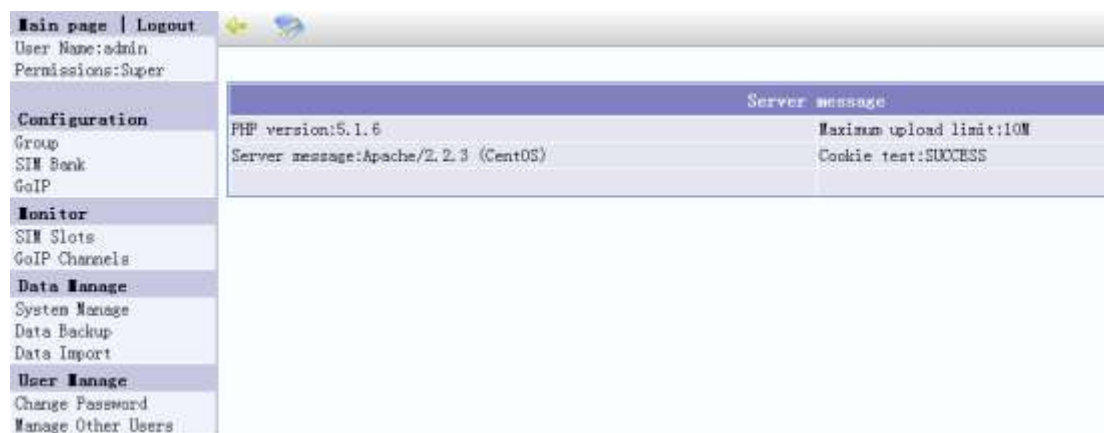 Main page | Logout
User Name:admin
Permissions:Super
Configuration
Group
SIM Bank
GoIP
Monitor
SIM Slots
GoIP Channels
Data Manage
System Manage
Data Backup
Data Import
User Manage
Change Password
Manage Other Users
Server message
PHP version:5.1.6
Maximum upload limit:10M
Server message:Apache/2.2.3 (CentOS)
Cookie test:SUCCESS